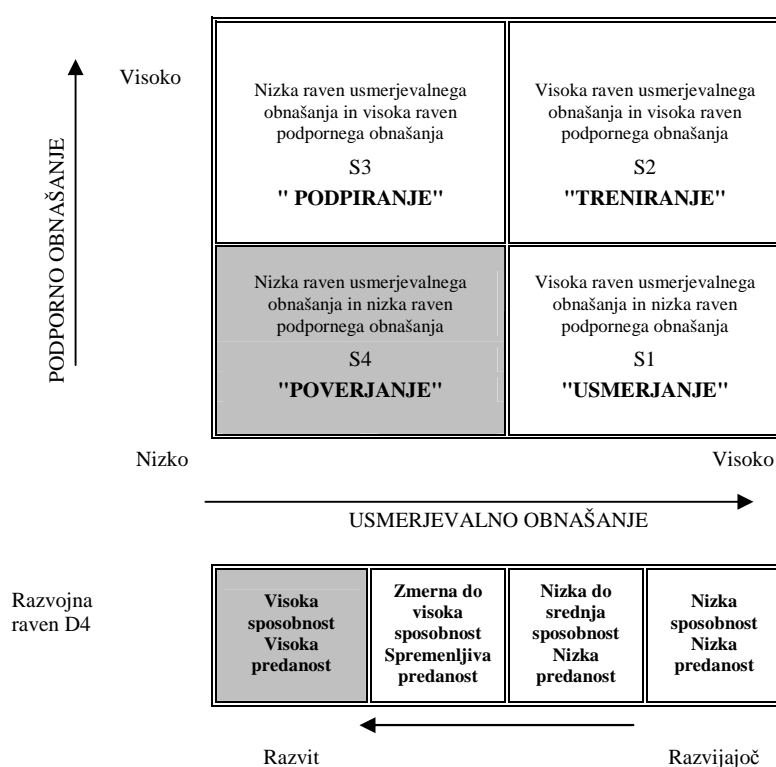 Visoko
PODPORNO OBNAŠANJE
Nizka raven usmerjevalnega
obnašanja in visoka raven
podpornega obnašanja
S3
" PODPIRANJE"
Visoka raven usmerjevalnega
obnašanja in visoka raven
podpornega obnašanja
S2
"TRENIRANJE"
Nizka raven usmerjevalnega
obnašanja in nizka raven
podpornega obnašanja
S4
"POVERJANJE"
Visoka raven usmerjevalnega
obnašanja in nizka raven
podpornega obnašanja
S1
"USMERJANJE"
Nizko
Visoko
USMERJEVALNO OBNAŠANJE
Razvojna
raven D4
Visoka
sposobnost
Visoka
predanost
Zmerna do
visoka
sposobnost
Spremenljiva
predanost
Nizka do
srednja
sposobnost
Nizka
predanost
Nizka
sposobnost
Nizka
predanost
Razvit
Razvijajoč